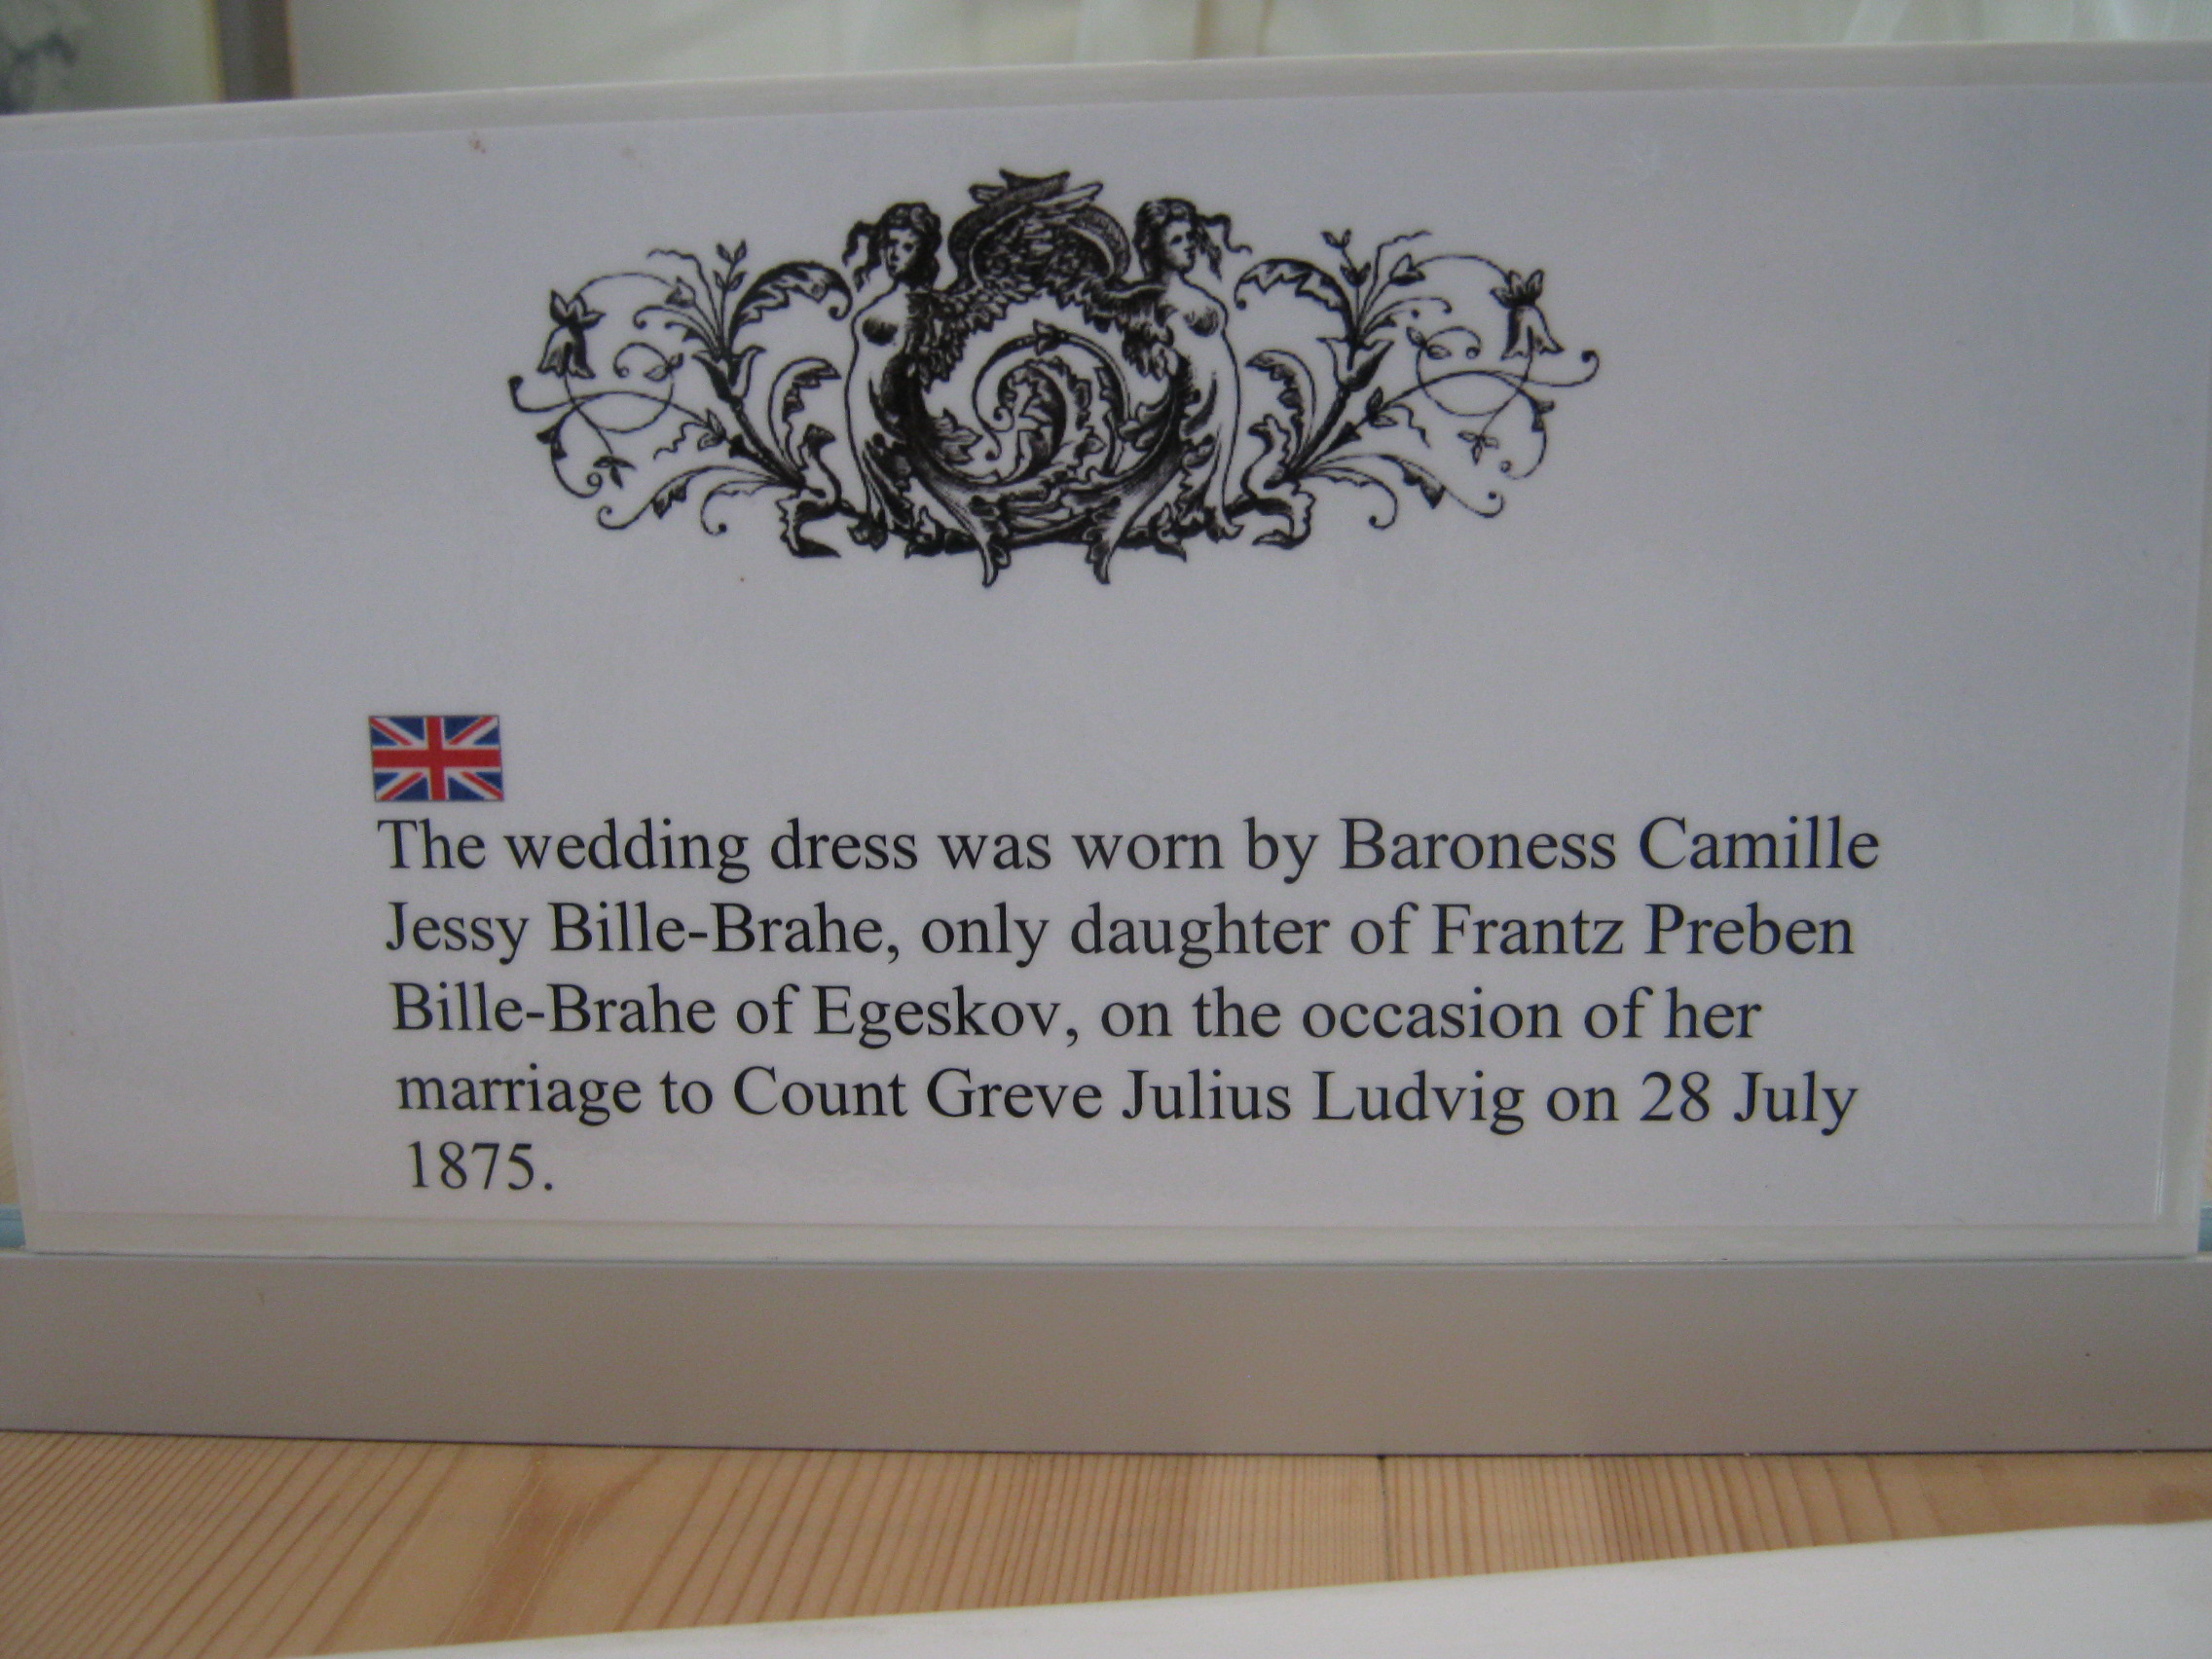 The wedding dress was worn by Baroness Camille
Jessy Bille-Brahe, only daughter of Frantz Preben
Bille-Brahe of Egeskov, on the occasion of her
marriage to Count Greve Julius Ludvig on 28 July
1875.